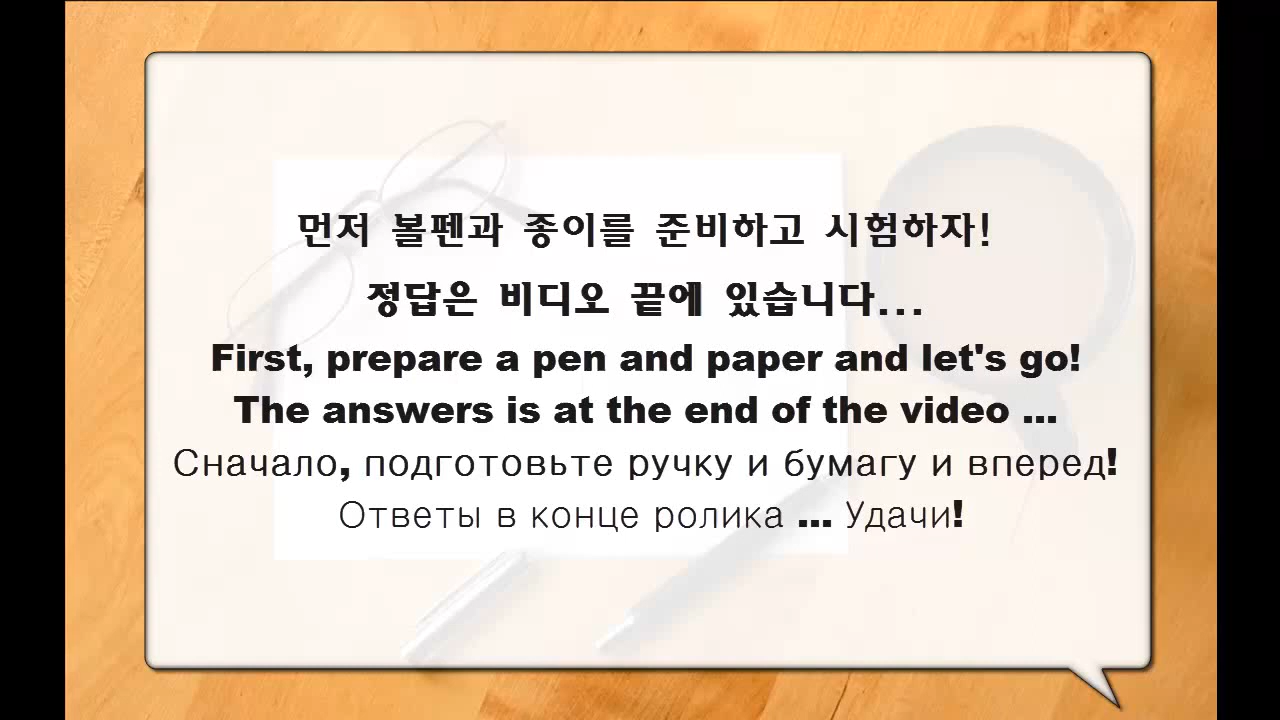 먼저 볼펜과 종이를 준비하고 시험하자!
정답은 비디오 끝에 있습니다...
First, prepare a pen and paper and let's go!
The answers is at the end of the video ...
Сначало, подготовьте ручку и бумагу и вперед!
Ответы в конце ролика ... Удачи!